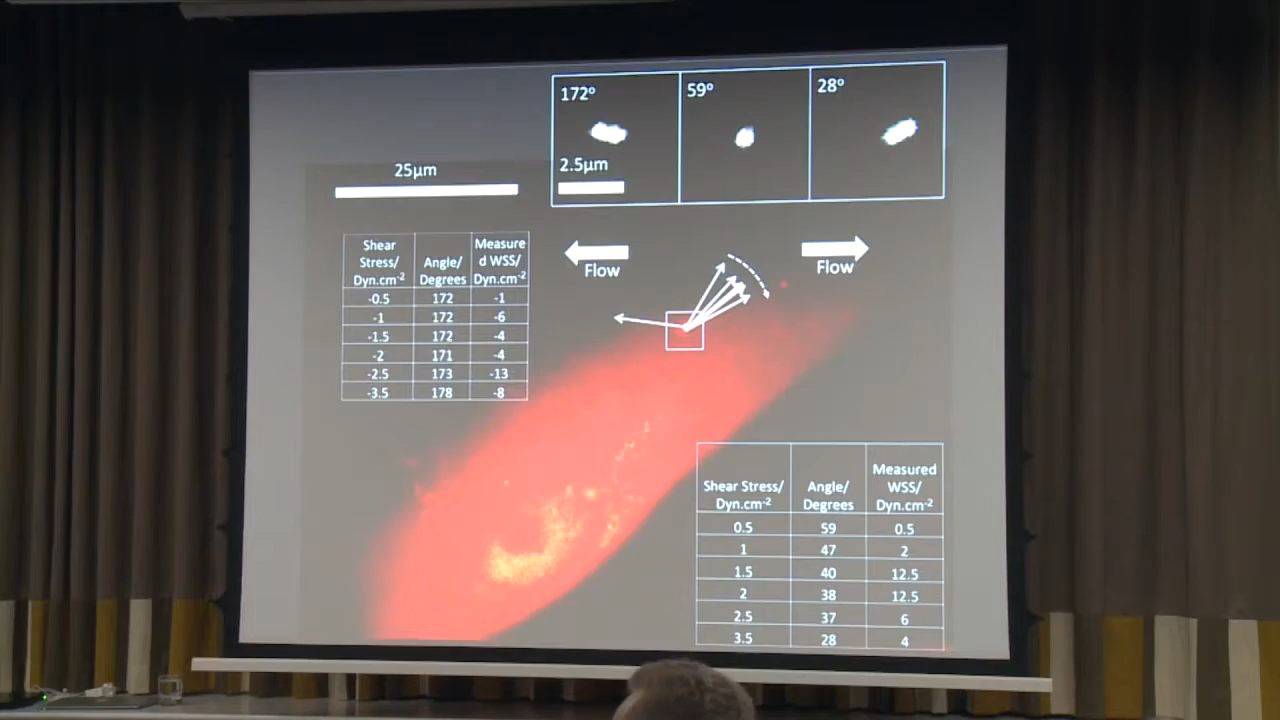 172º
59º
28º
2.5µm
25µm
Flow
Flow
Shear Stress/ Dyn.cm-2 Angle/ Degrees Measure d WSS/ Dyn.cm-2
-0.5 172 -1
-1 172 -6
-1.5 172 -4
-2 171 -4
-2.5 173 -13
-3.5 178 -8
Shear Stress/ Dyn.cm-2 Angle/ Degrees Measured WSS/ Dyn.cm-2
0.5 59 0.5
1 47 2
1.5 40 12.5
2 38 12.5
2.5 37 6
3.5 28 4